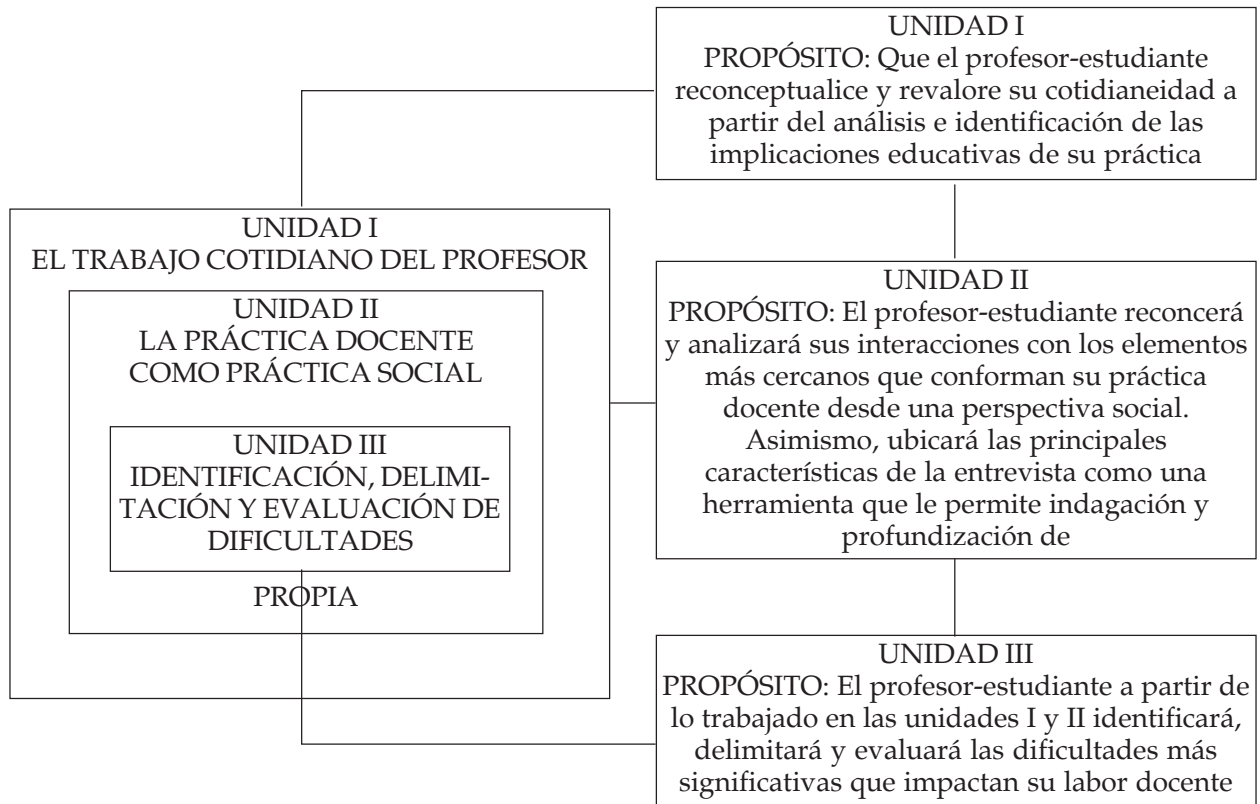 UNIDAD I
PROPÓSITO: Que el profesor-estudiante
reconceptualice y revalore su cotidianeidad a
partir del análisis e identificación de las
implicaciones educativas de su práctica
UNIDAD I
EL TRABAJO COTIDIANO DEL PROFESOR
UNIDAD II
LA PRÁCTICA DOCENTE
COMO PRÁCTICA SOCIAL
UNIDAD III
IDENTIFICACIÓN, DELIMI-
TACIÓN Y EVALUACIÓN DE
DIFICULTADES
PROPIA
UNIDAD II
PROPÓSITO: El profesor-estudiante reconcerá
y analizará sus interacciones con los elementos
más cercanos que conforman su práctica
docente desde una perspectiva social.
Asimismo, ubicará las principales
características de la entrevista como una
herramienta que le permite indagación y
profundización de
UNIDAD III
PROPÓSITO: El profesor-estudiante a partir de
lo trabajado en las unidades I y II identificará,
delimitará y evaluará las dificultades más
significativas que impactan su labor docente